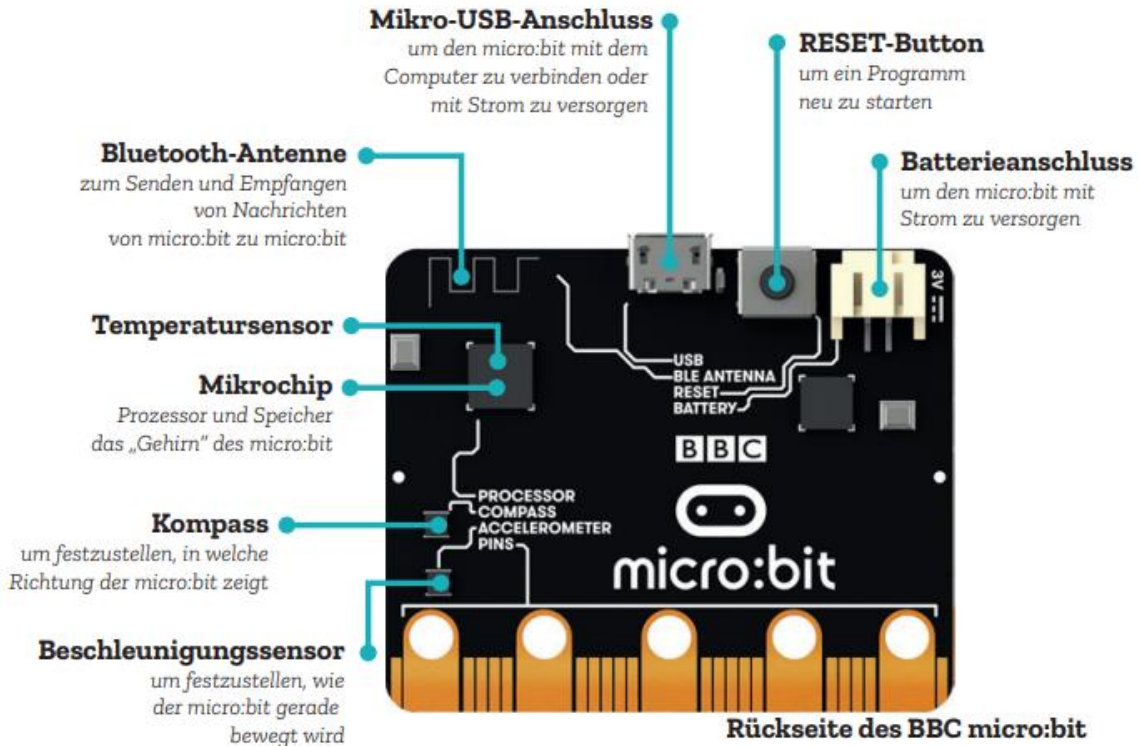 Mikro-USB-Anschluss
um den micro:bit mit dem
Computer zu verbinden oder
mit Strom zu versorgen
RESET-Button
um ein Programm
neu zu starten
Bluetooth-Antenne
zum Senden und Empfangen
von Nachrichten
von micro:bit zu micro:bit
Batterieanschluss
um den micro:bit mit
Strom zu versorgen
Temperatursensor
Mikrochip
Prozessor und Speicher
das „Gehirn" des micro:bit
Kompass
um festzustellen, in welche
Richtung der micro:bit zeigt
Beschleunigungssensor
um festzustellen, wie
der micro:bit gerade
bewegt wird
3V
USB
BLE ANTENNA
RESET
BATTERY
BBC
PROCESSOR
COMPASS
ACCELEROMETER
PINS
micro:bit
Rückseite des BBC micro:bit